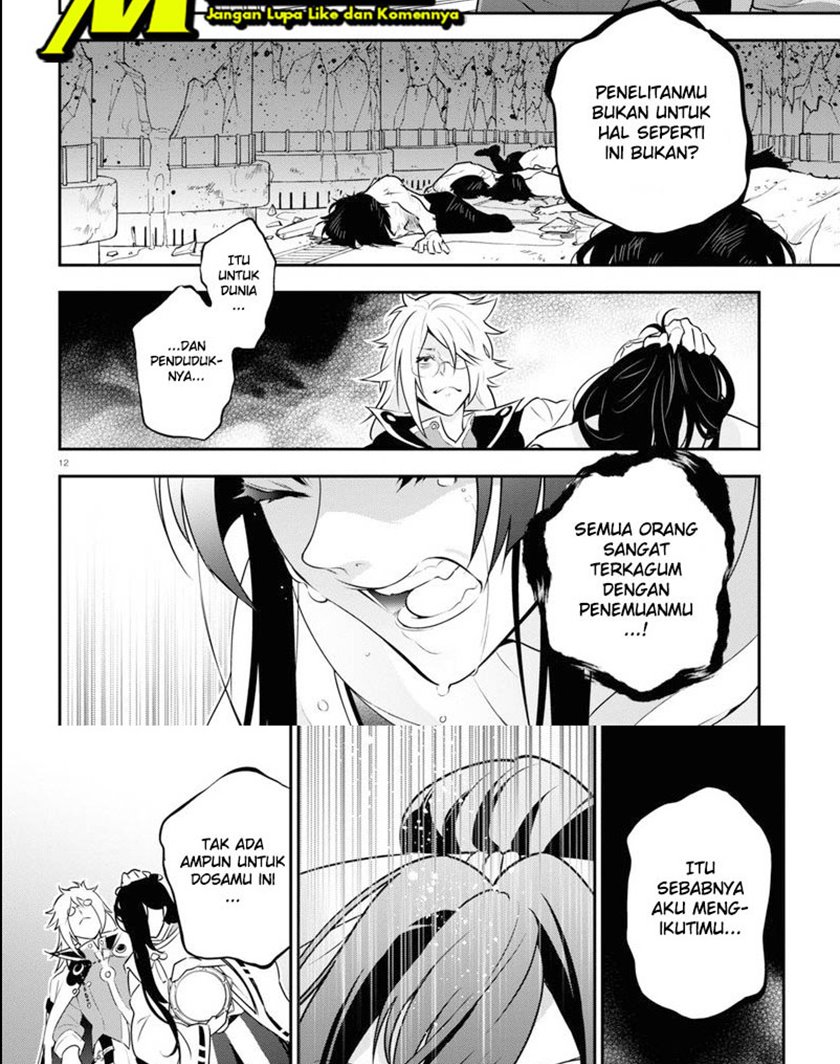 Jangan Lupa Like dan Komennya
PENELITANMU
BUKAN UNTUK
HAL SEPERTI
INI BUKAN?
ITU
UNTUK
DUNIA
...
...DAN
PENDUDUK-
NYA...
12
SEMUA ORANG
SANGAT
TERKAGUM
DENGAN
PENEMUANMU
...!
ITU
SEBABNYA
AKU MENG-
IKUTIMU...
TAK ADA
AMPUN UNTUK
DOSAMU INI
...